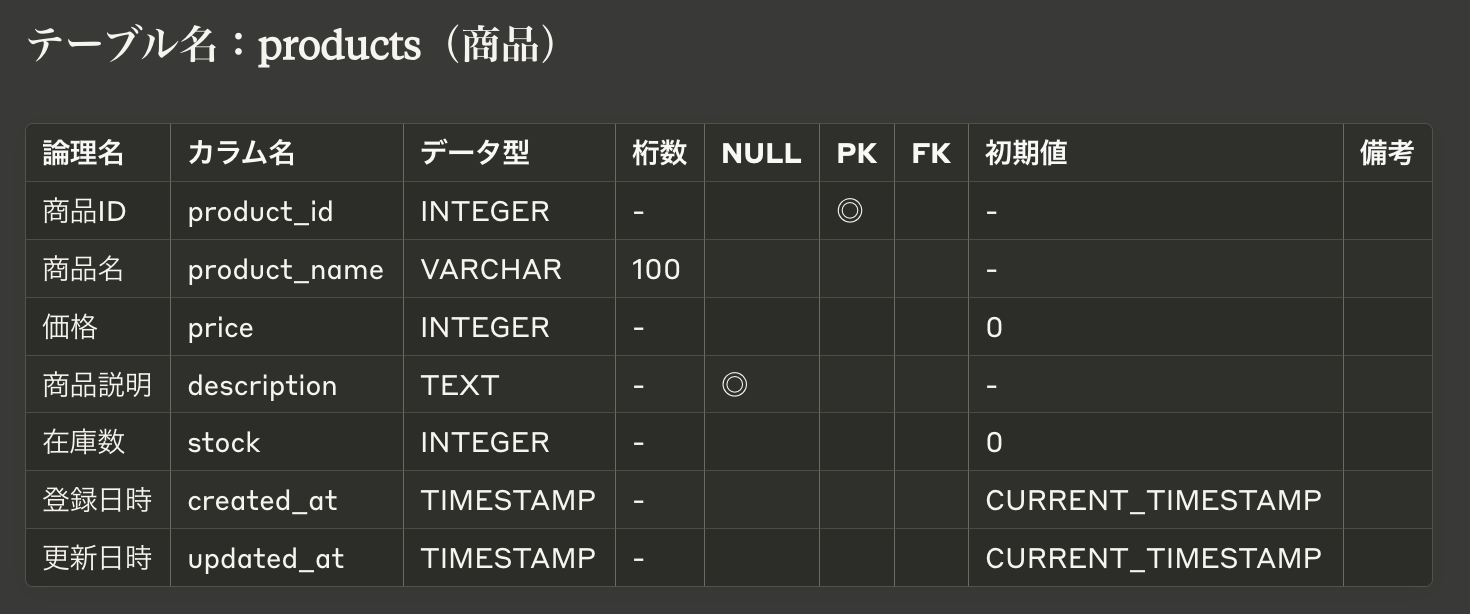 テーブル名：products（商品）
論理名 カラム名 データ型 桁数 NULL PK FK 初期値 備考
商品ID product_id INTEGER - ◎ -
商品名 product_name VARCHAR 100 -
価格 price INTEGER - 0
商品説明 description TEXT - ◎ -
在庫数 stock INTEGER - 0
登録日時 created_at TIMESTAMP - CURRENT_TIMESTAMP
更新日時 updated_at TIMESTAMP - CURRENT_TIMESTAMP